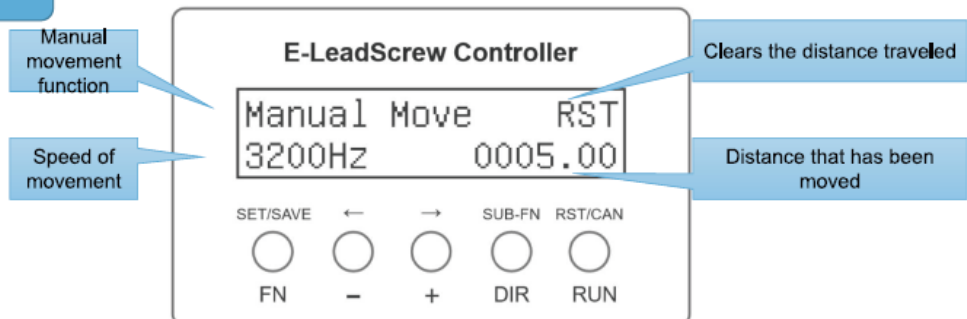 Manual
movement
function
E-LeadScrew Controller
Clears the distance traveled
Manual Move RST
3200Hz 0005.00
Speed of
movement
Distance that has been
moved
SET/SAVE ← → SUB-FN RST/CAN
FN - + DIR RUN